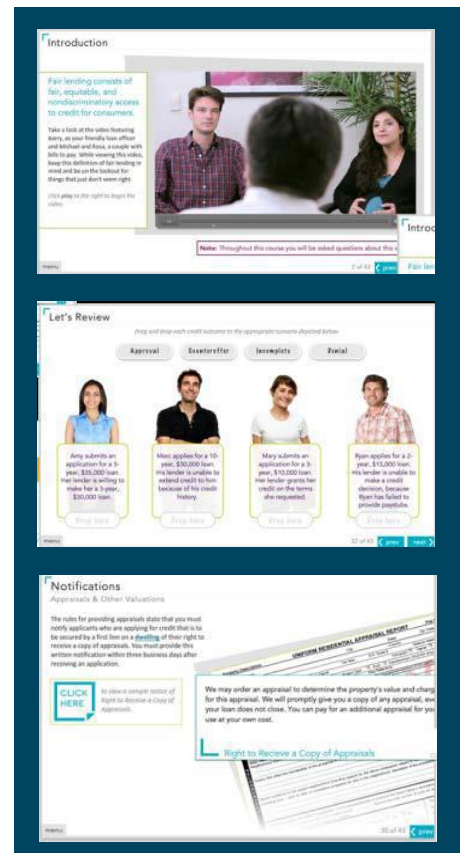 Introduction
Fair lending consists of
fair, equitable, and
nondiscriminatory access
to credit for consumers.
Take a look at the video featuring
Barry, as your friendly loan officer
and Michael and Rosa, a couple with
bills to pay. While viewing this video,
keep this definition of fair lending in
mind and be on the lookout for
things that just don't seem right.
Click play to the right to begin the
video.
Note: Throughout this course you will be asked questions about this
Introd
Fair len
menu
2 of 43
prev
Let's Review
Drag and drop each credit outcome to the appropriate scenario depicted below.
Approval
Counteroffer
Incomplete
Denial
Amy submits an
application for a 5-
year, $35,000 loan.
Her lender is willing to
make her a 3-year,
$30,000 loan.
Drop here
Marc applies for a 10-
year, $50,000 loan.
His lender is unable to
extend credit to him
because of his credit
history.
Drop here
Mary submits an
application for a 3-
year, $10,000 loan.
Her lender grants her
credit on the terms
she requested.
Drop here
Ryan applies for a 2-
year, $15,000 loan.
His lender is unable to
make a credit
decision, because
Ryan has failed to
provide paystubs.
Drop here
menu
32 of 43
prev
next
Notifications
Appraisals & Other Valuations
The rules for providing appraisals state that you must
notify applicants who are applying for credit that is to
be secured by a first lien on a dwelling of their right to
receive a copy of appraisals. You must provide this
written notification within three business days after
receiving an application.
CLICK
HERE
to view a sample notice of
Right to Receive a Copy of
Appraisals.
UNIFORM RESIDENTIAL APPRAISAL REPORT
Property Description
We may order an appraisal to determine the property's value and charg
for this appraisal. We will promptly give you a copy of any appraisal, eve
your loan does not close. You can pay for an additional appraisal for you
use at your own cost.
Right to Recieve a Copy of Appraisals
menu
30 of 43
prev